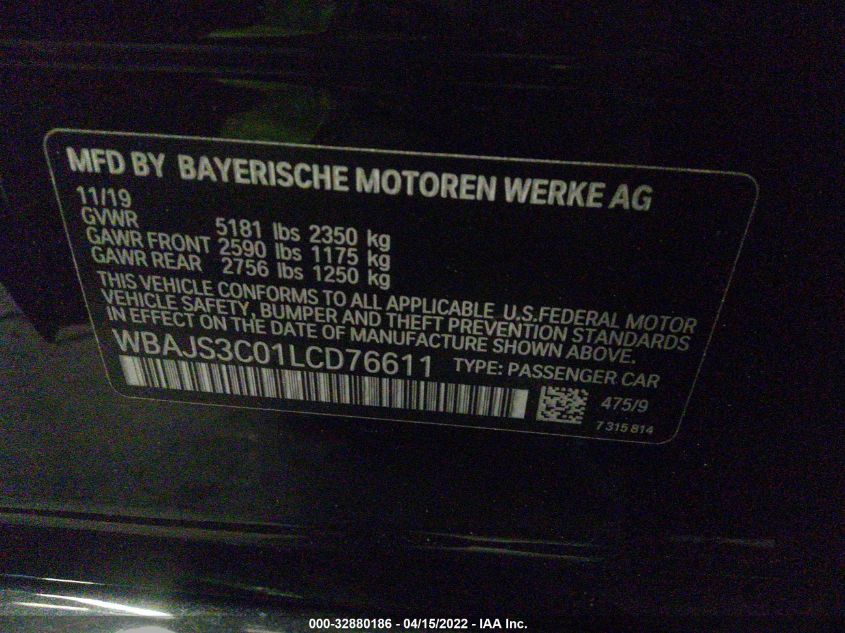 MFD BY BAYERISCHE MOTOREN WERKE AG
11/19
GVWR 5181 lbs 2350 kg
GAWR FRONT 2590 lbs 1175 kg
GAWR REAR 2756 lbs 1250 kg
THIS VEHICLE CONFORMS TO ALL APPLICABLE U.S.FEDERAL MOTOR
VEHICLE SAFETY, BUMPER AND THEFT PREVENTION STANDARDS
IN EFFECT ON THE DATE OF MANUFACTURE SHOWN ABOVE.
WBAJS3C01LCD76611 TYPE: PASSENGER CAR
475/9
7 315 814
000-32880186 - 04/15/2022 - IAA Inc.